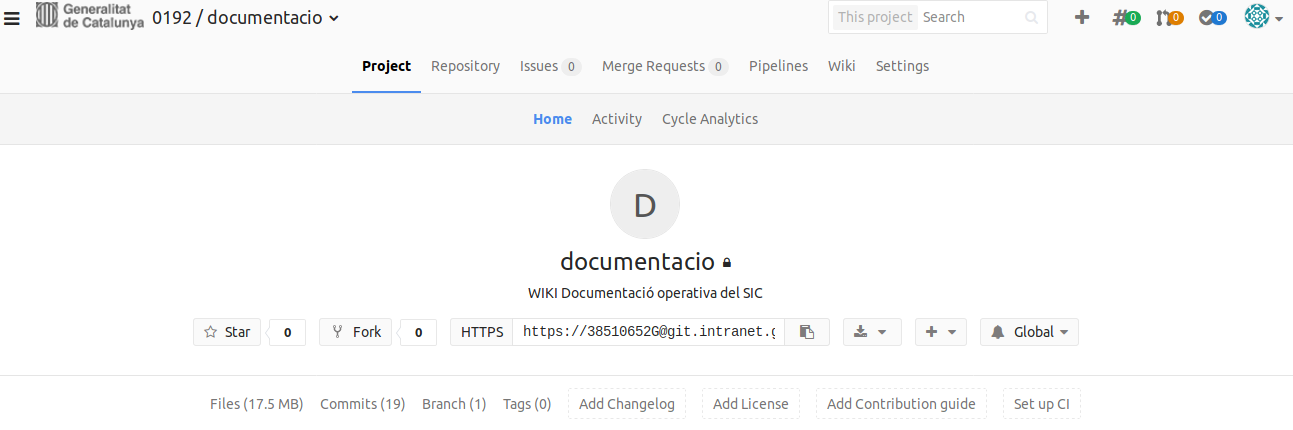 Generalitat
de Catalunya
0192 / documentacio
This project Search
0 0 0
Project Repository Issues 0 Merge Requests 0 Pipelines Wiki Settings
Home Activity Cycle Analytics
D
documentacio
WIKI Documentació operativa del SIC
Star 0 Fork 0 HTTPS https://38510652G@git.intranet.g Global
Files (17.5 MB) Commits (19) Branch (1) Tags (0) Add Changelog Add License Add Contribution guide Set up CI